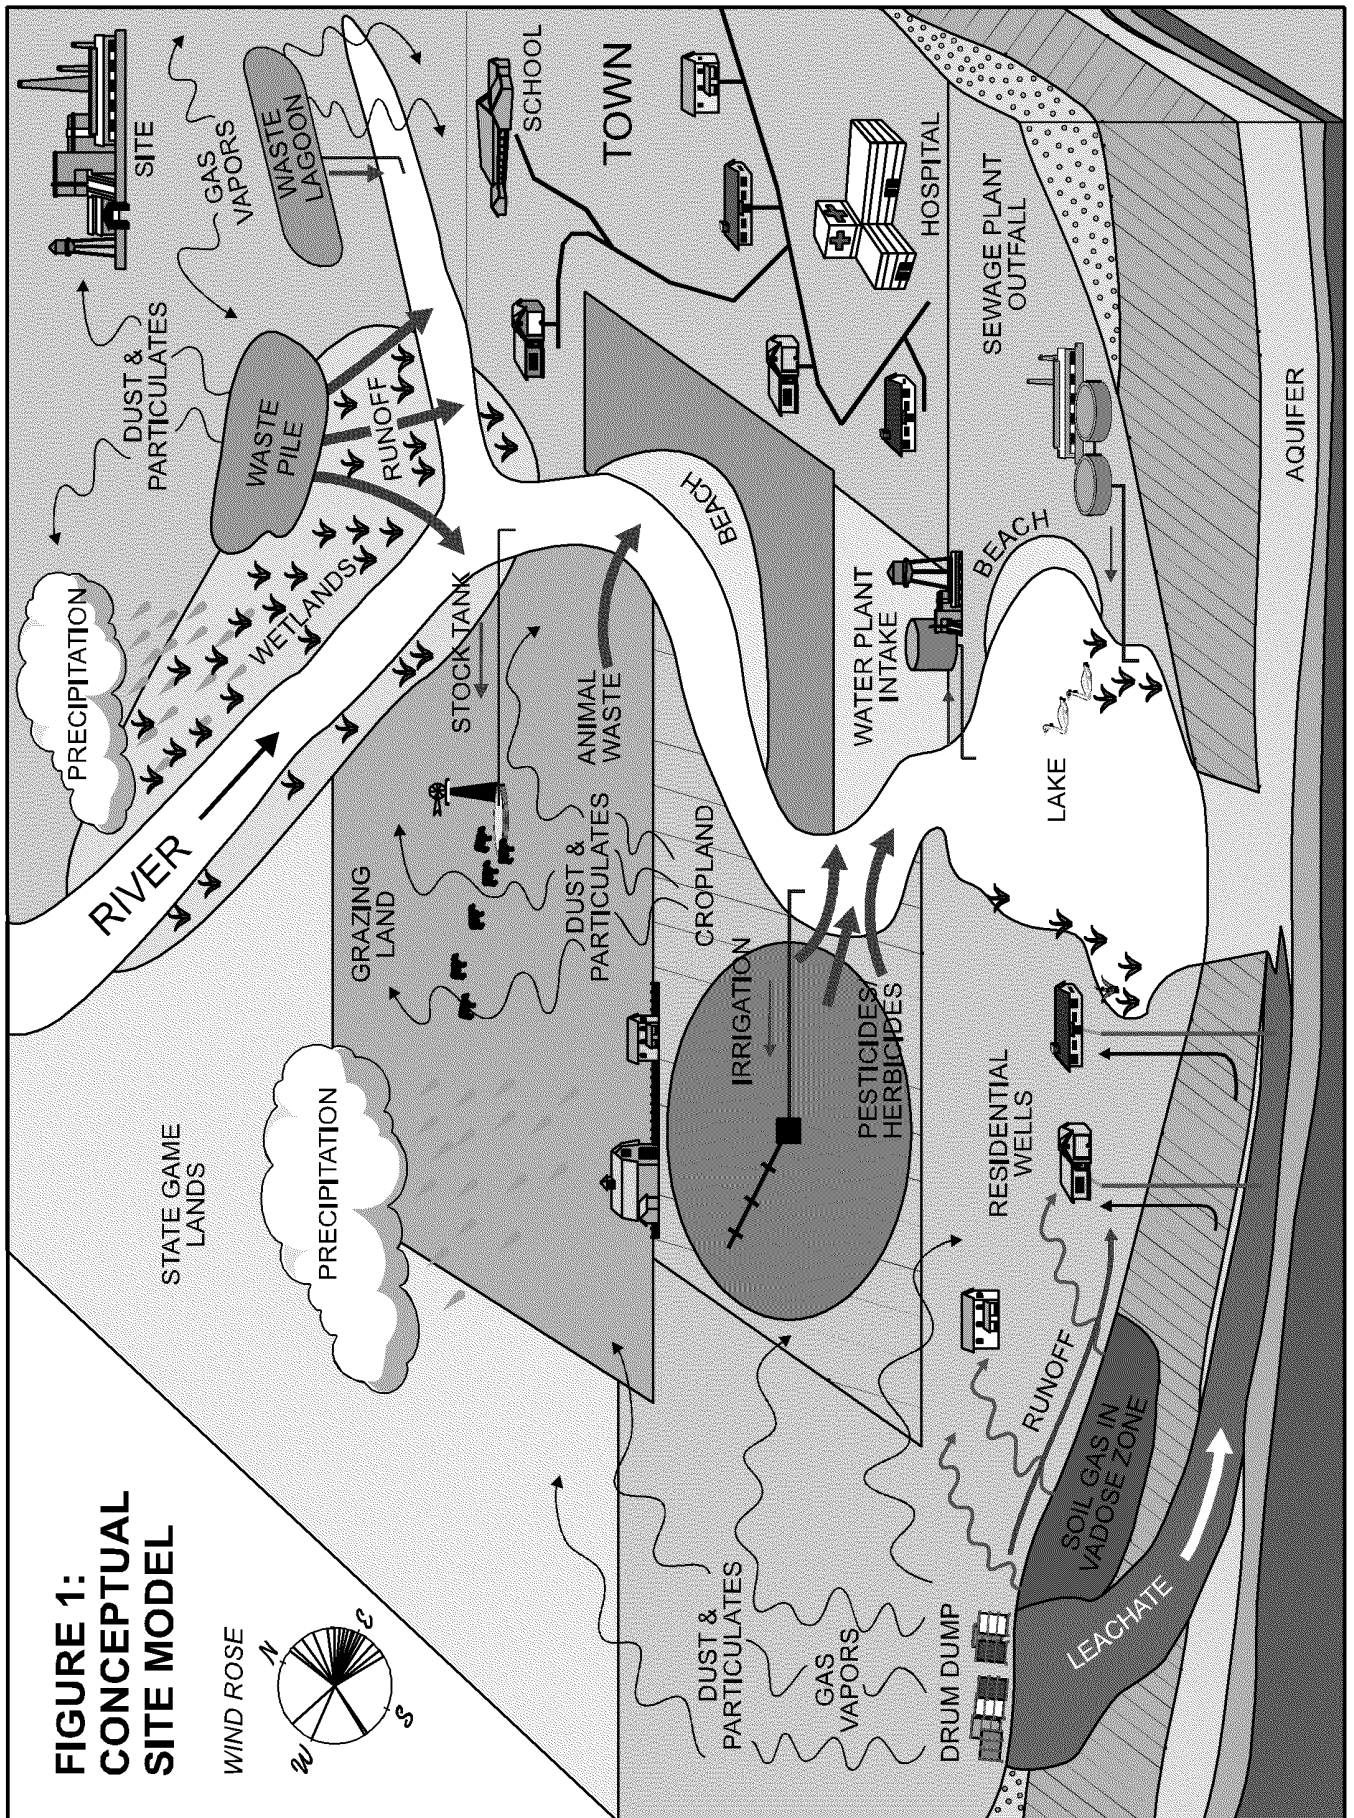 FIGURE 1:
CONCEPTUAL
SITE MODEL
WIND ROSE
N
E
S
W
STATE GAME
LANDS
PRECIPITATION
PRECIPITATION
RIVER
WETLANDS
DUST &
PARTICULATES
WASTE
PILE
RUNOFF
GAS
VAPORS
WASTE
LAGOON
SITE
GRAZING
LAND
STOCK TANK
DUST &
PARTICULATES
ANIMAL
WASTE
BEACH
SCHOOL
TOWN
HOSPITAL
CROPLAND
IRRIGATION
PESTICIDES/
HERBICIDES
WATER PLANT
INTAKE
BEACH
SEWAGE PLANT
OUTFALL
DUST &
PARTICULATES
GAS
VAPORS
DRUM DUMP
RESIDENTIAL
WELLS
LAKE
RUNOFF
SOIL GAS IN
VADOSE ZONE
LEACHATE
AQUIFER